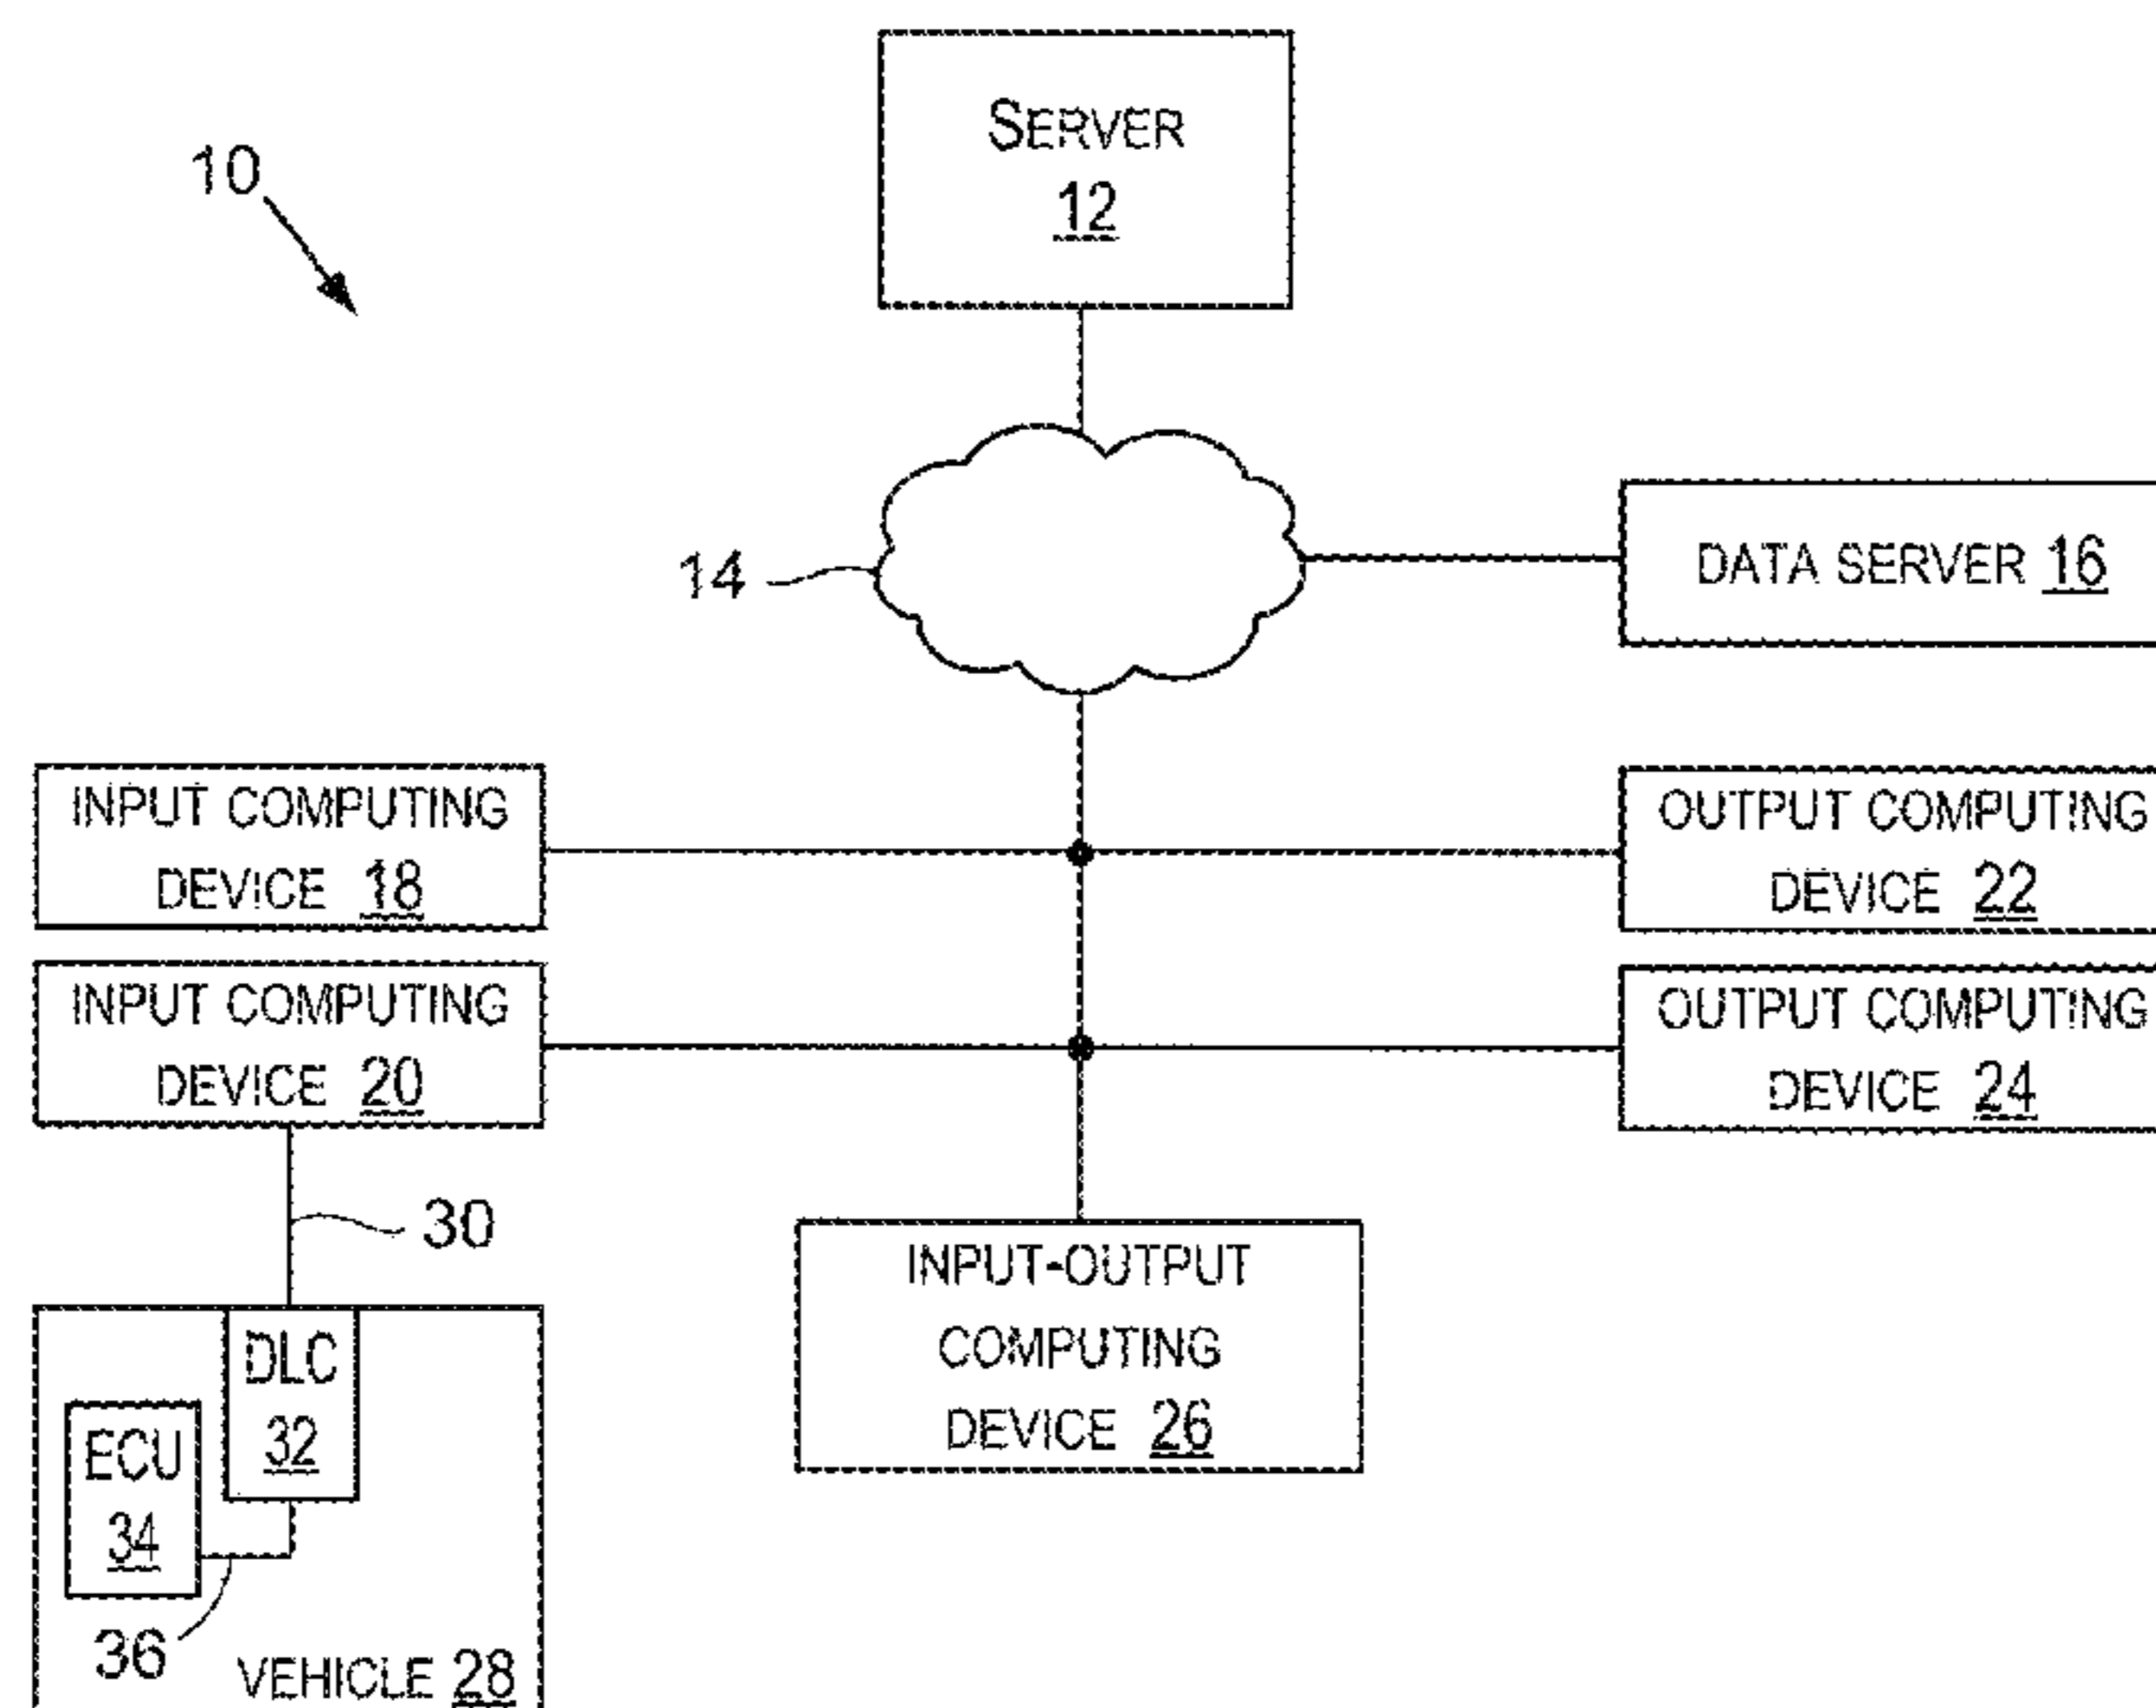 10
SERVER
12
14
DATA SERVER 16
INPUT COMPUTING
DEVICE 18
OUTPUT COMPUTING
DEVICE 22
INPUT COMPUTING
DEVICE 20
OUTPUT COMPUTING
DEVICE 24
30
INPUT-OUTPUT
COMPUTING
DEVICE 26
DLC
32
ECU
34
36
VEHICLE 28